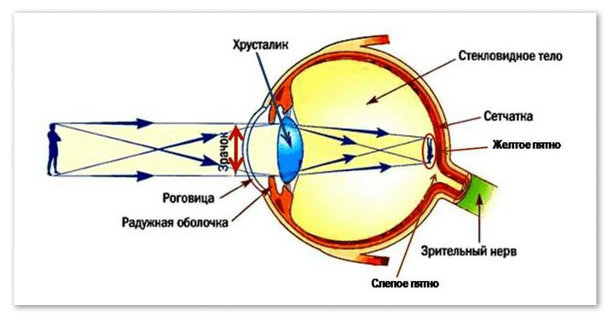 Хрусталик
Стекловидное тело
Сетчатка
Желтое пятно
Зрачок
Роговица
Радужная оболочка
Зрительный нерв
Слепое пятно